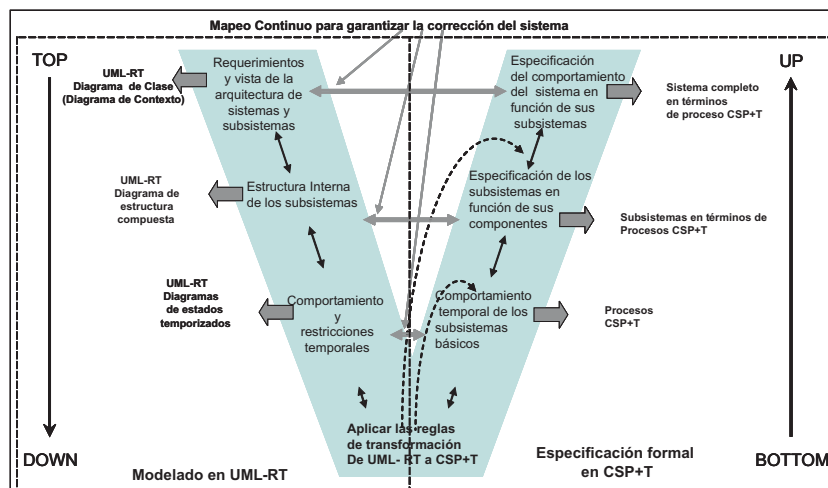 Mapeo Continuo para garantizar la corrección del sistema
TOP
UML-RT
Diagrama de Clase
(Diagrama de Contexto)
Requerimientos
y vista de la
arquitectura de
sistemas y
subsistemas
Especificación
del comportamiento
del sistema en
función de sus
subsistemas
Sistema completo
en términos
de proceso CSP+T
UP
UML-RT
Diagrama de
estructura
compuesta
Estructura Interna
de los subsistemas
Especificación de los
subsistemas en
función de sus
componentes
Subsistemas en términos de
Procesos CSP+T
UML-RT
Diagramas
de estados
temporizados
Comportamiento
y
restricciones
temporales
Comportamiento
temporal de los
subsistemas
básicos
Procesos
CSP+T
Aplicar las reglas
de transformación
De UML- RT a CSP+T
DOWN
Modelado en UML-RT
Especificación formal
en CSP+T
BOTTOM